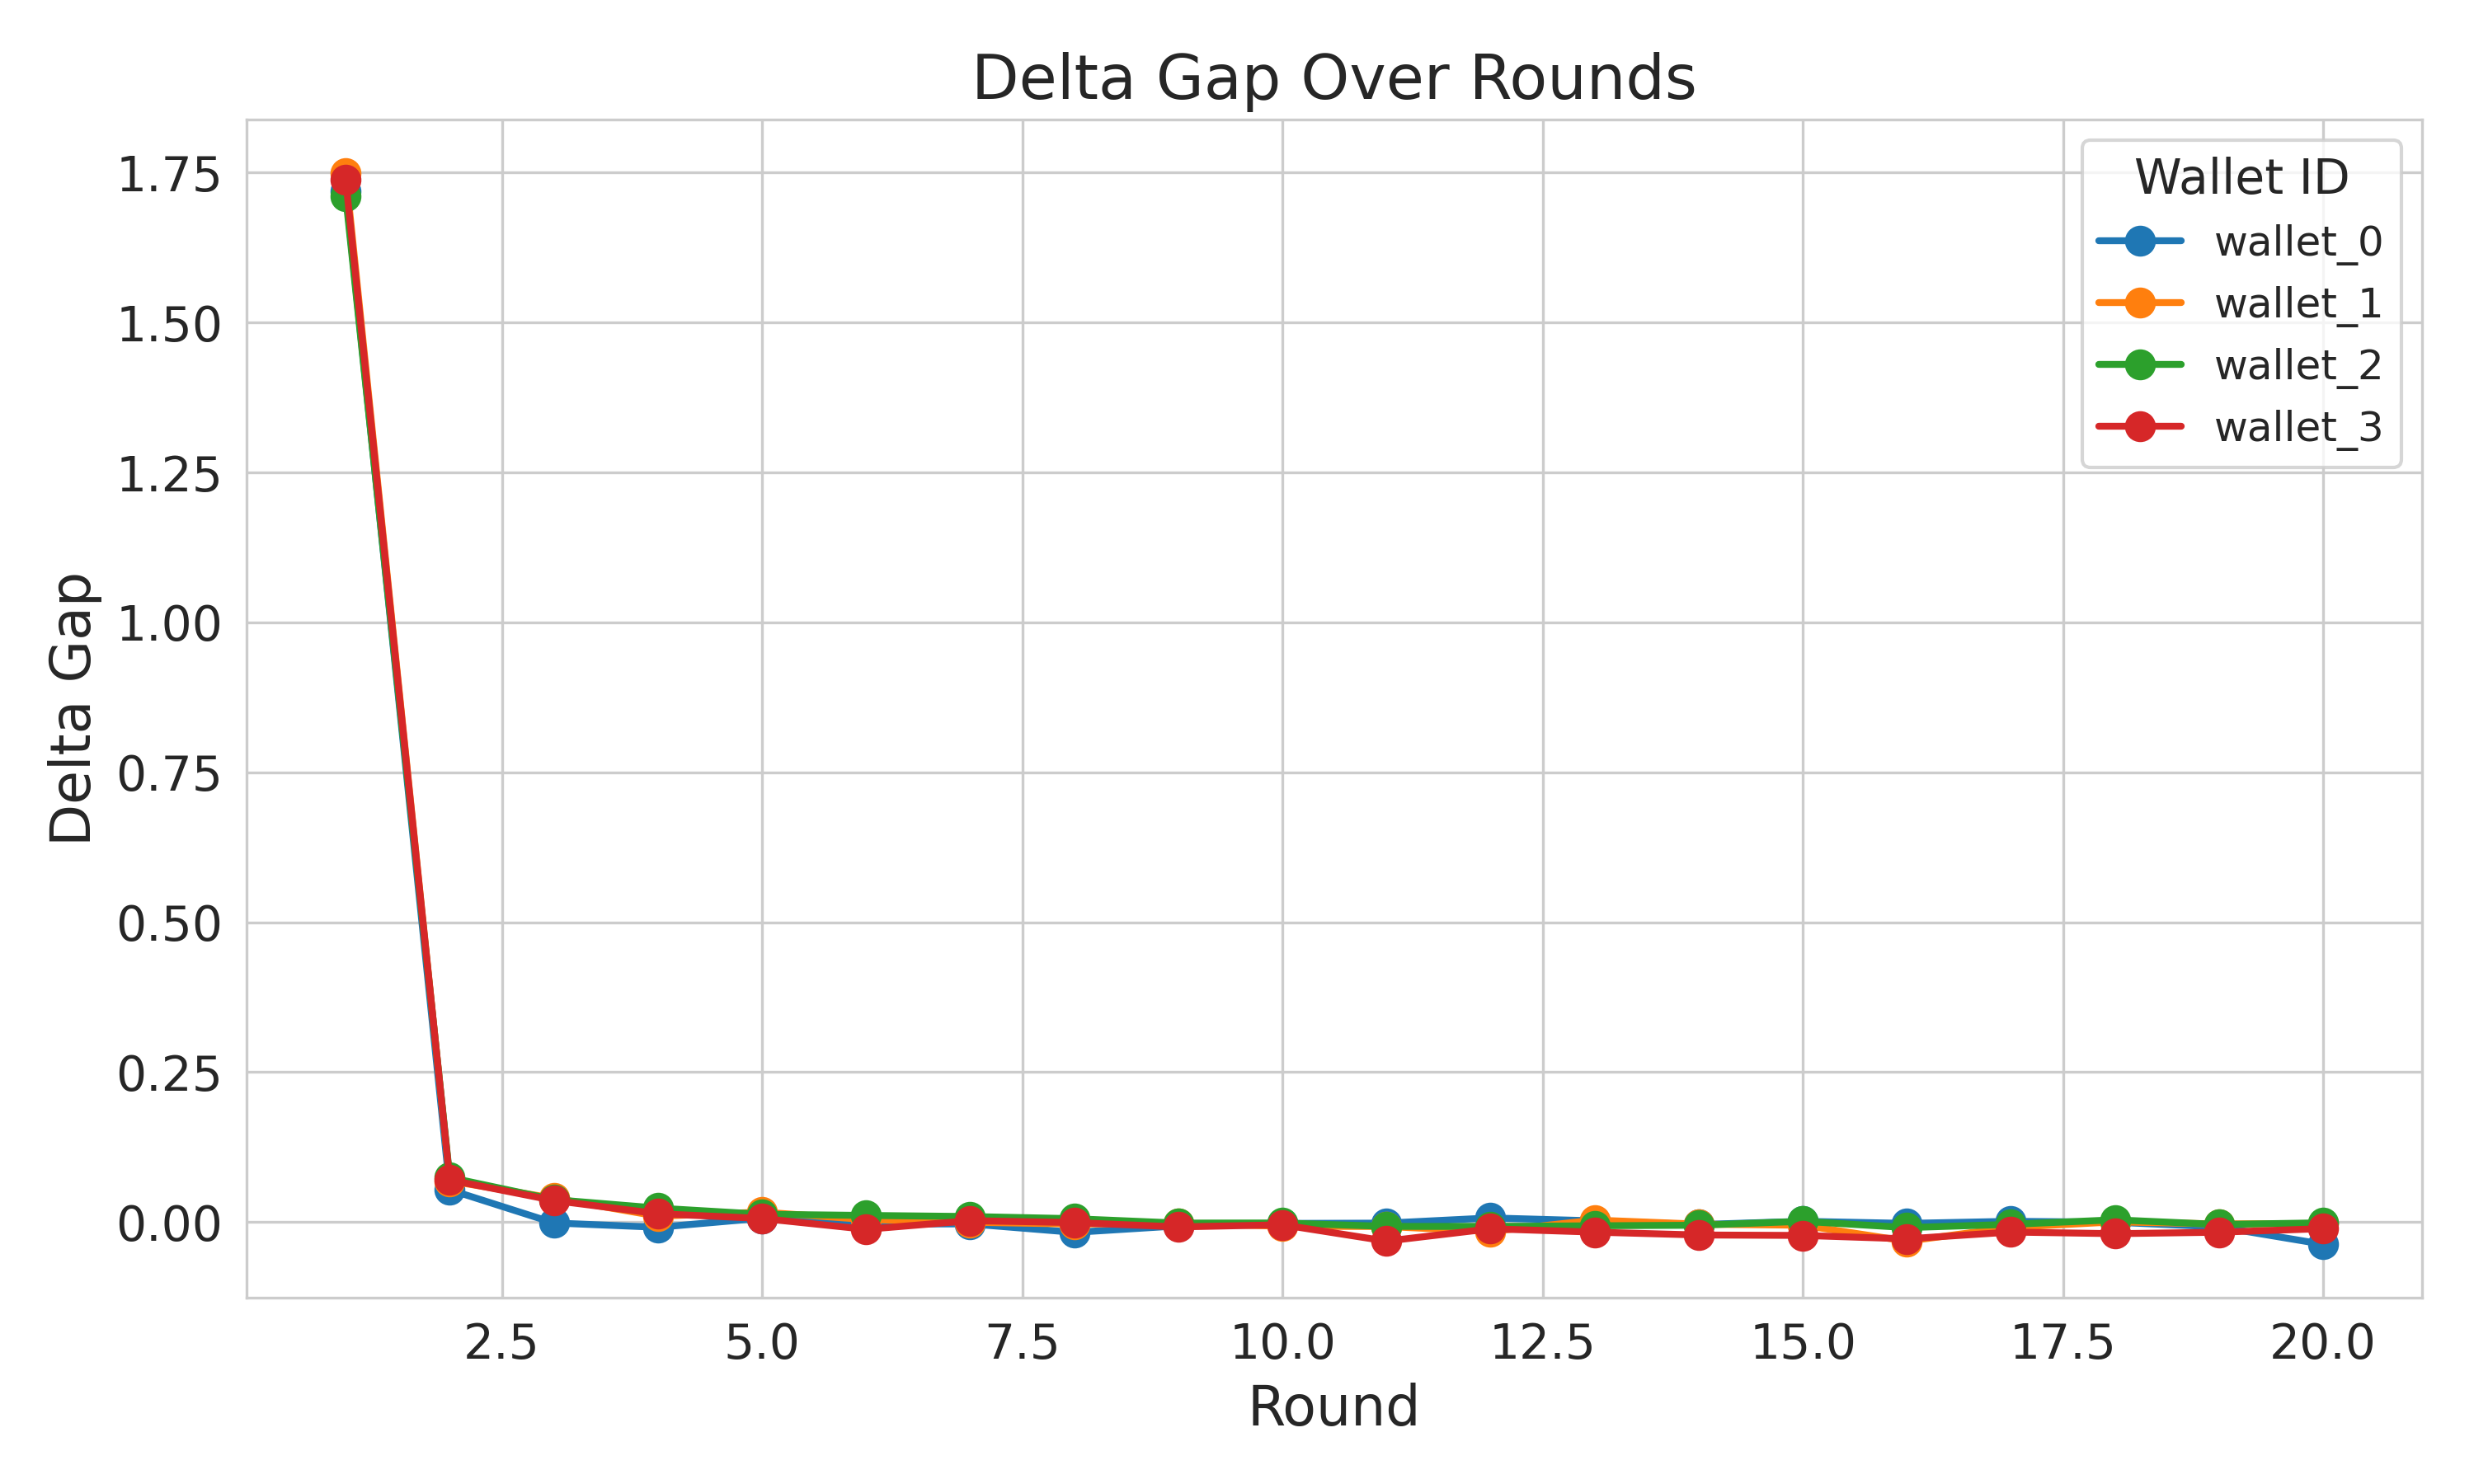 Delta Gap Over Rounds
1.75
1.50
1.25
1.00
0.75
0.50
0.25
0.00
Delta Gap
2.5 5.0 7.5 10.0 12.5 15.0 17.5 20.0
Round
Wallet ID
wallet_0
wallet_1
wallet_2
wallet_3